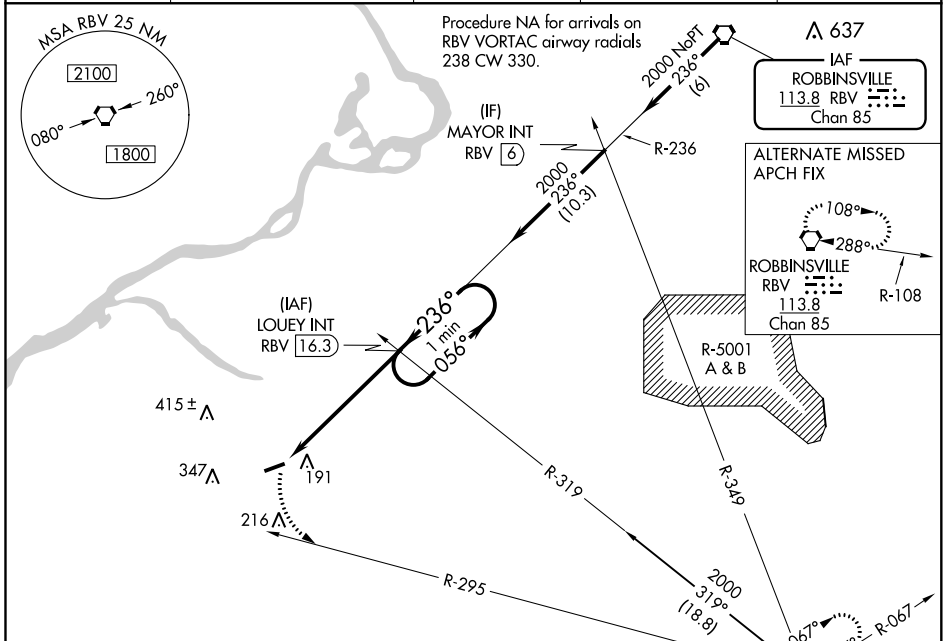 MSA RBV 25 NM
2100
260°
080°
1800
Procedure NA for arrivals on
RBV VORTAC airway radials
238 CW 330.
2000 NoPT
236°
(6)
637
IAF
ROBBINSVILLE
113.8 RBV
Chan 85
(IF)
MAYOR INT
RBV 6
R-236
2000
236°
(10.3)
ALTERNATE MISSED
APCH FIX
108°
288°
ROBBINSVILLE
RBV
113.8
Chan 85
R-108
(IAF)
LOUEY INT
RBV 16.3
236°
1 min
056°
R-5001
A & B
415±
347
191
216
R-319
R-349
R-295
2000
319°
(18.8)
067°
R-067